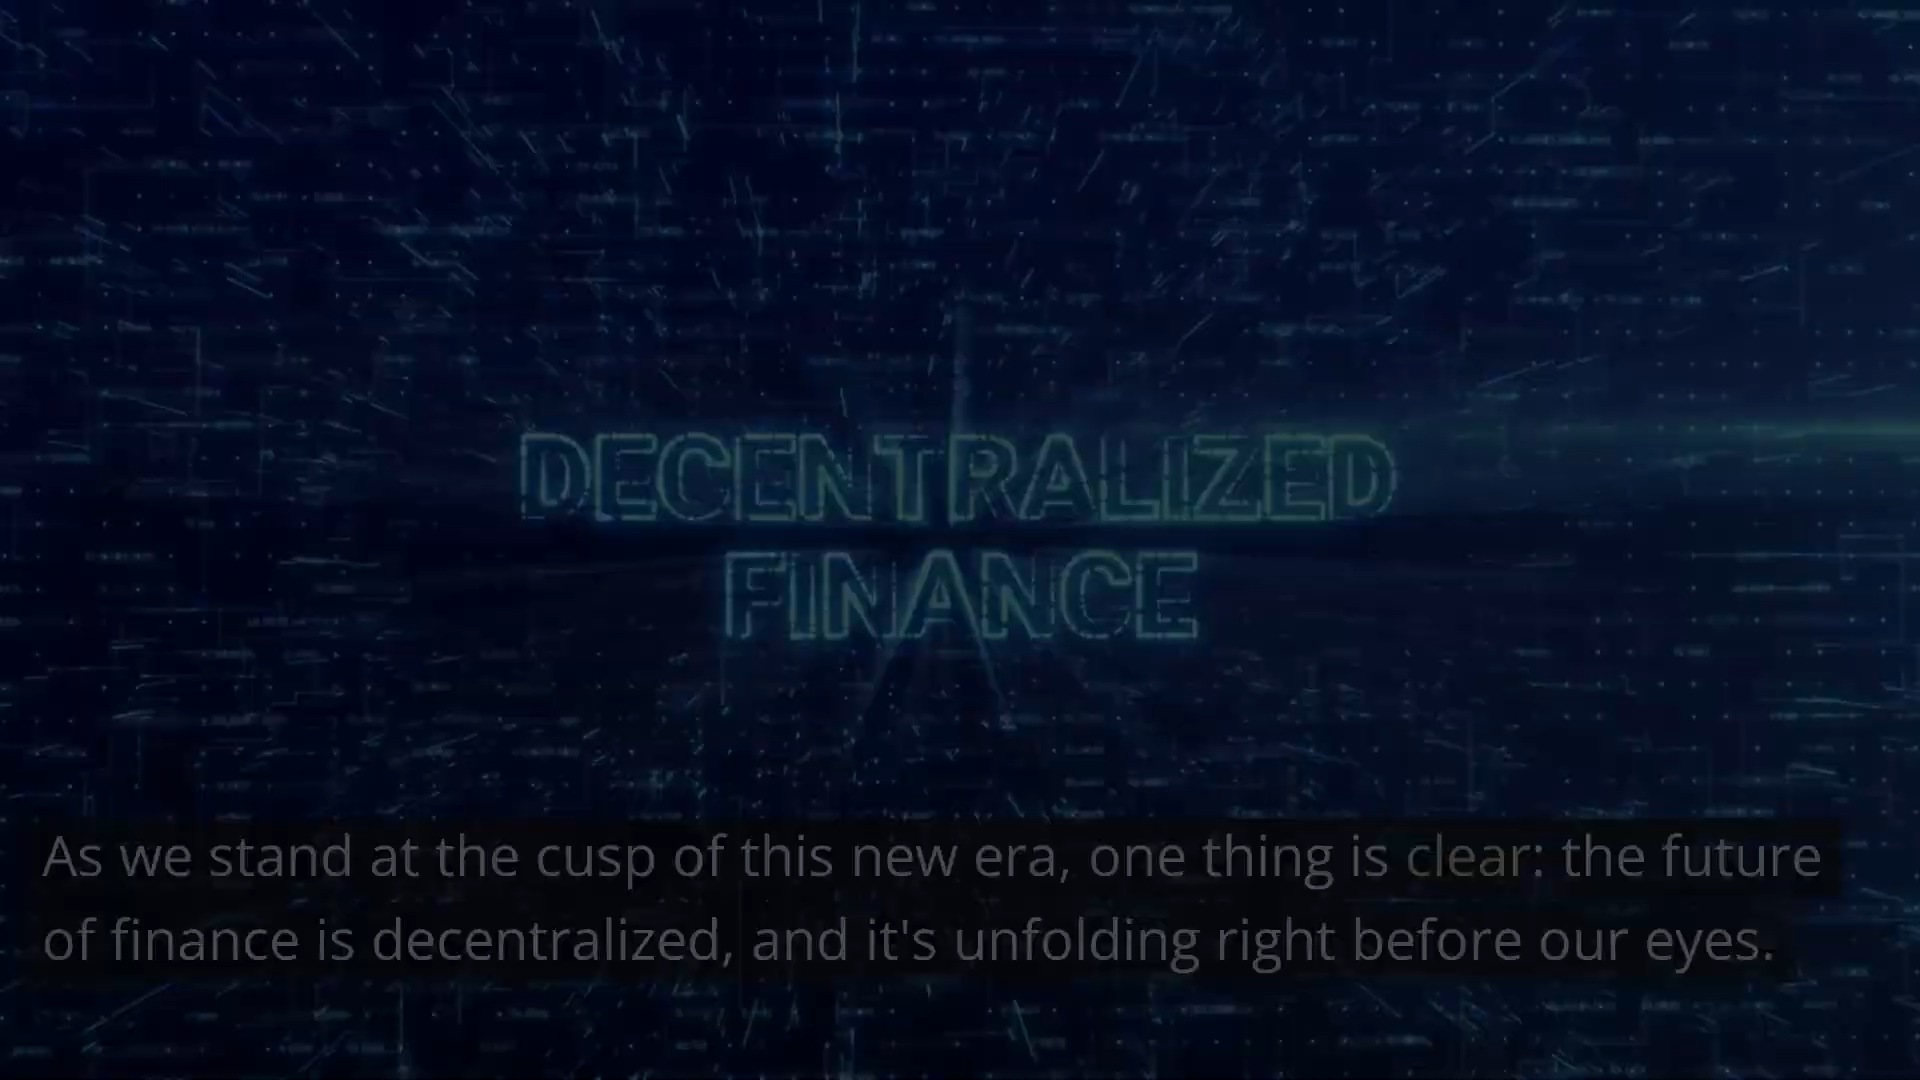 DECENTRALIZED
FINANCE
As we stand at the cusp of this new era, one thing is clear: the future
of finance is decentralized, and it's unfolding right before our eyes.